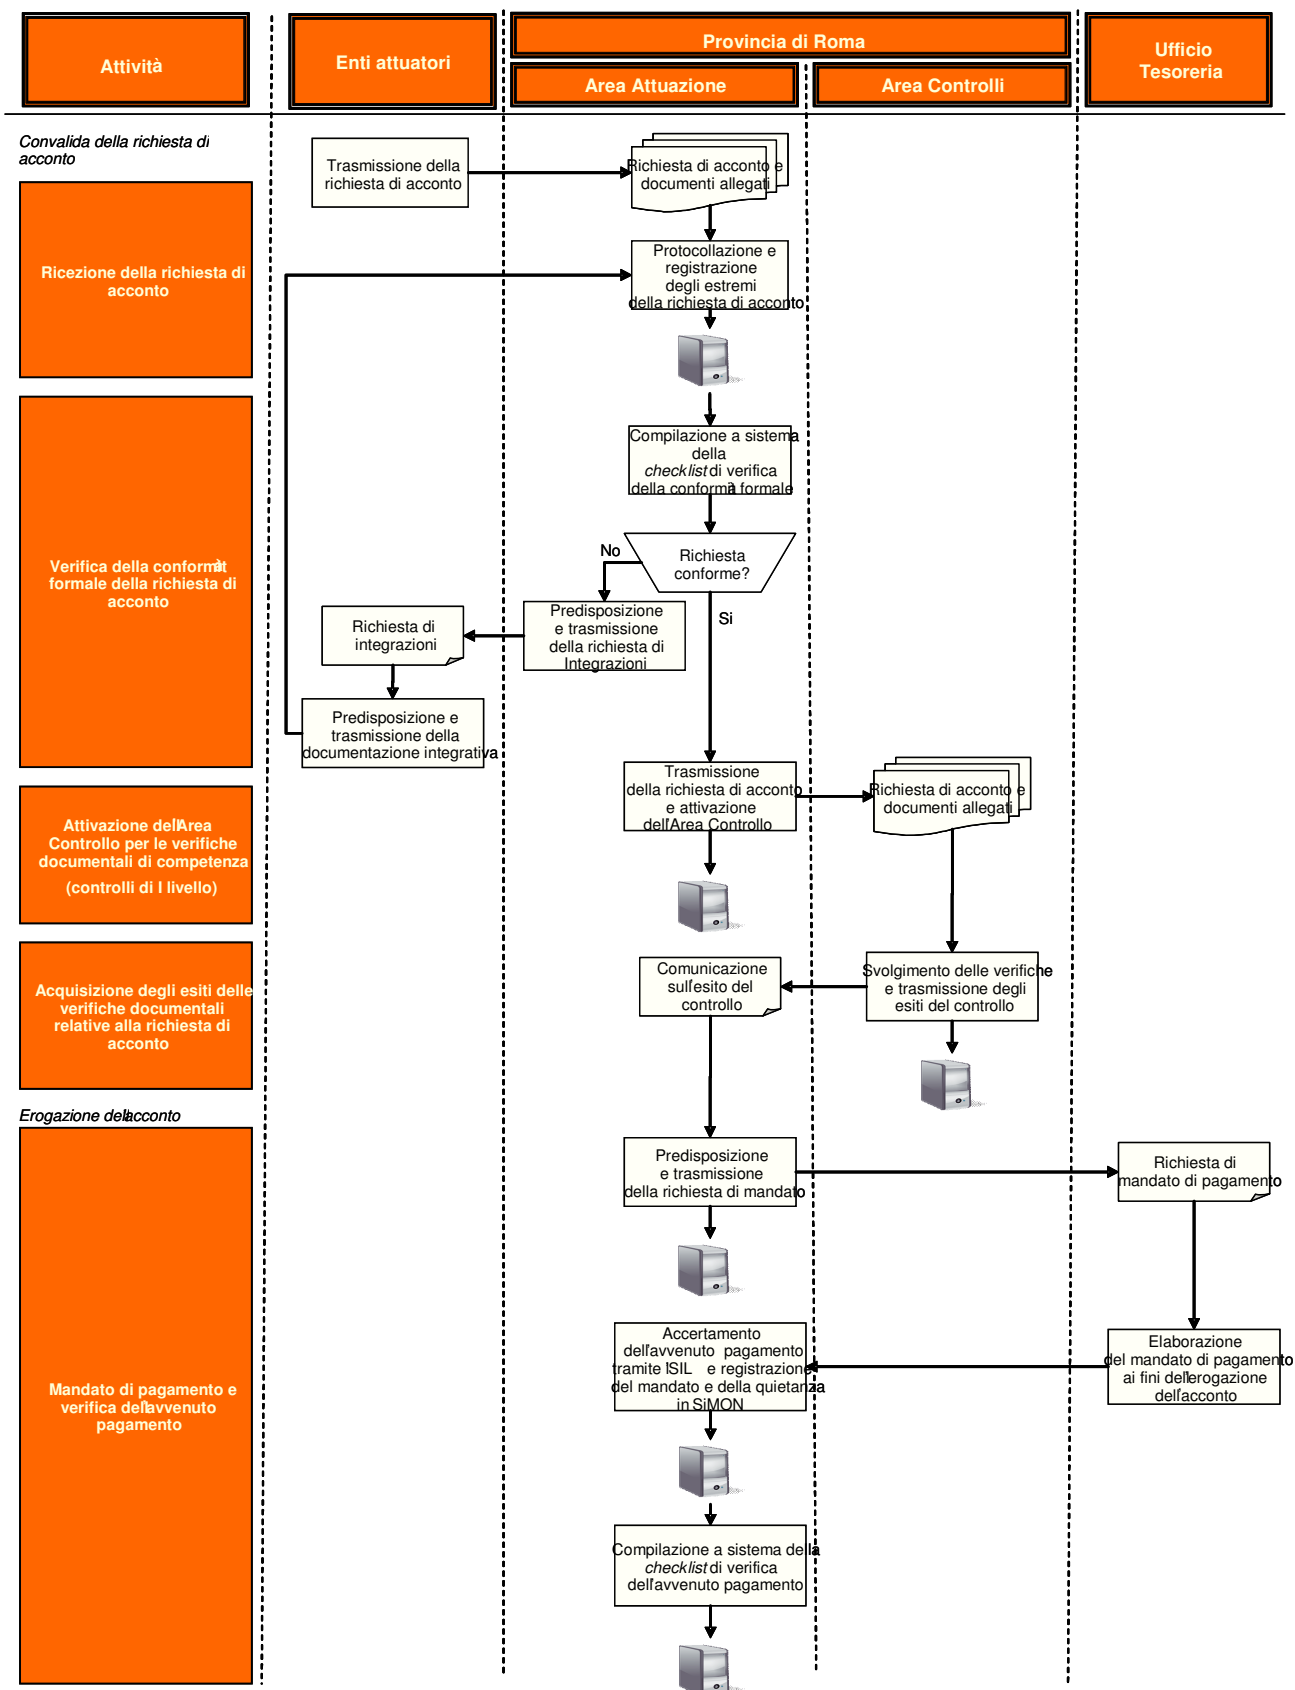 Attività
Enti attuatori
Provincia di Roma
Area Attuazione
Area Controlli
Ufficio
Tesoreria
Convalida della richiesta di
acconto
Trasmissione della
richiesta di acconto
Richiesta di acconto e
documenti allegati
Ricezione della richiesta di
acconto
Protocollazione e
registrazione
degli estremi
della richiesta di acconto
Compilazione a sistema
della
checklist di verifica
della conformità formale
Verifica della conformità
formale della richiesta di
acconto
No
Richiesta
conforme?
Si
Richiesta di
integrazioni
Predisposizione
e trasmissione
della richiesta di
Integrazioni
Predisposizione e
trasmissione della
documentazione integrativa
Trasmissione
della richiesta di acconto
e attivazione
dell'Area Controllo
Richiesta di acconto e
documenti allegati
Attivazione dell'Area
Controllo per le verifiche
documentali di competenza
(controlli di I livello)
Acquisizione degli esiti delle
verifiche documentali
relative alla richiesta di
acconto
Comunicazione
sull'esito del
controllo
Svolgimento delle verifiche
e trasmissione degli
esiti del controllo
Erogazione dell'acconto
Predisposizione
e trasmissione
della richiesta di mandato
Richiesta di
mandato di pagamento
Mandato di pagamento e
verifica dell'avvenuto
pagamento
Accertamento
dell'avvenuto pagamento
tramite l'SIL e registrazione
del mandato e della quietanza
in SiMON
Elaborazione
del mandato di pagamento
ai fini dell'erogazione
dell'acconto
Compilazione a sistema della
checklist di verifica
dell'avvenuto pagamento